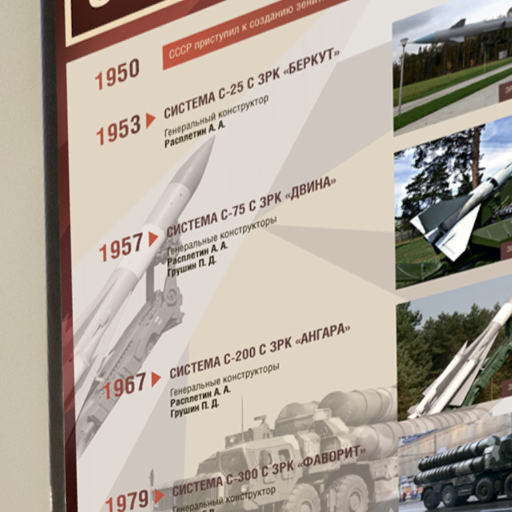 1950
СССР приступил к созданию зенит
1953
СИСТЕМА С-25 С ЗРК «БЕРКУТ»
Генеральный конструктор
Расплетин А. А.
1957
СИСТЕМА С-75 С ЗРК «ДВИНА»
Генеральные конструкторы
Расплетин А. А.
Грушин П. Д.
1967
СИСТЕМА С-200 С ЗРК «АНГАРА»
Генеральные конструкторы
Расплетин А. А.
Грушин П. Д.
1979
СИСТЕМА С-300 С ЗРК «ФАВОРИТ»
Генеральный конструктор